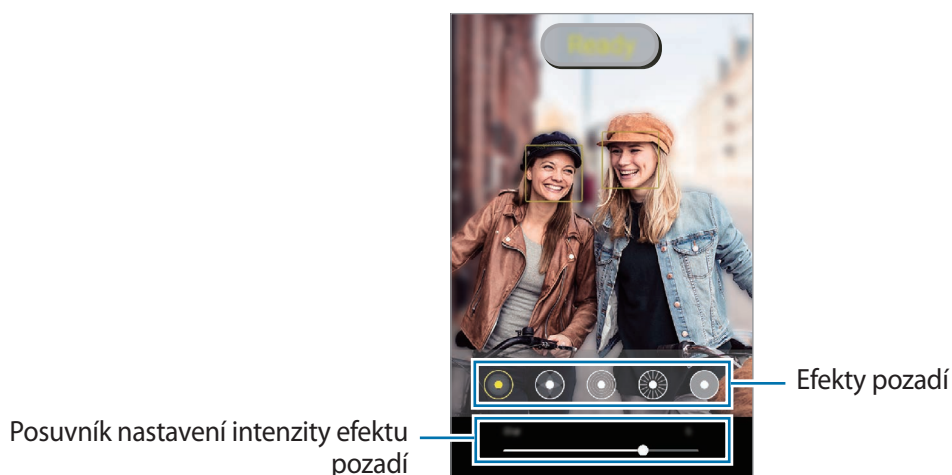 Ready
Efekty pozadí
Posuvník nastavení intenzity efektu
pozadí